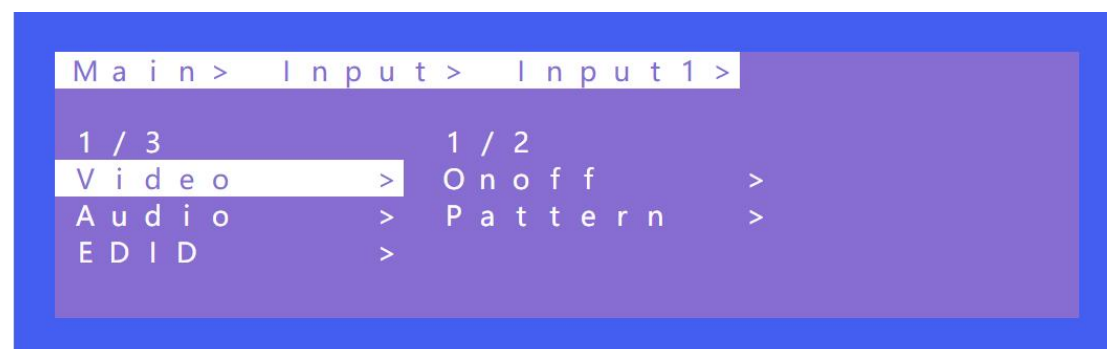 Main> Input> Input1>
1/3 1/2
Video > Onoff >
Audio > Pattern >
EDID >